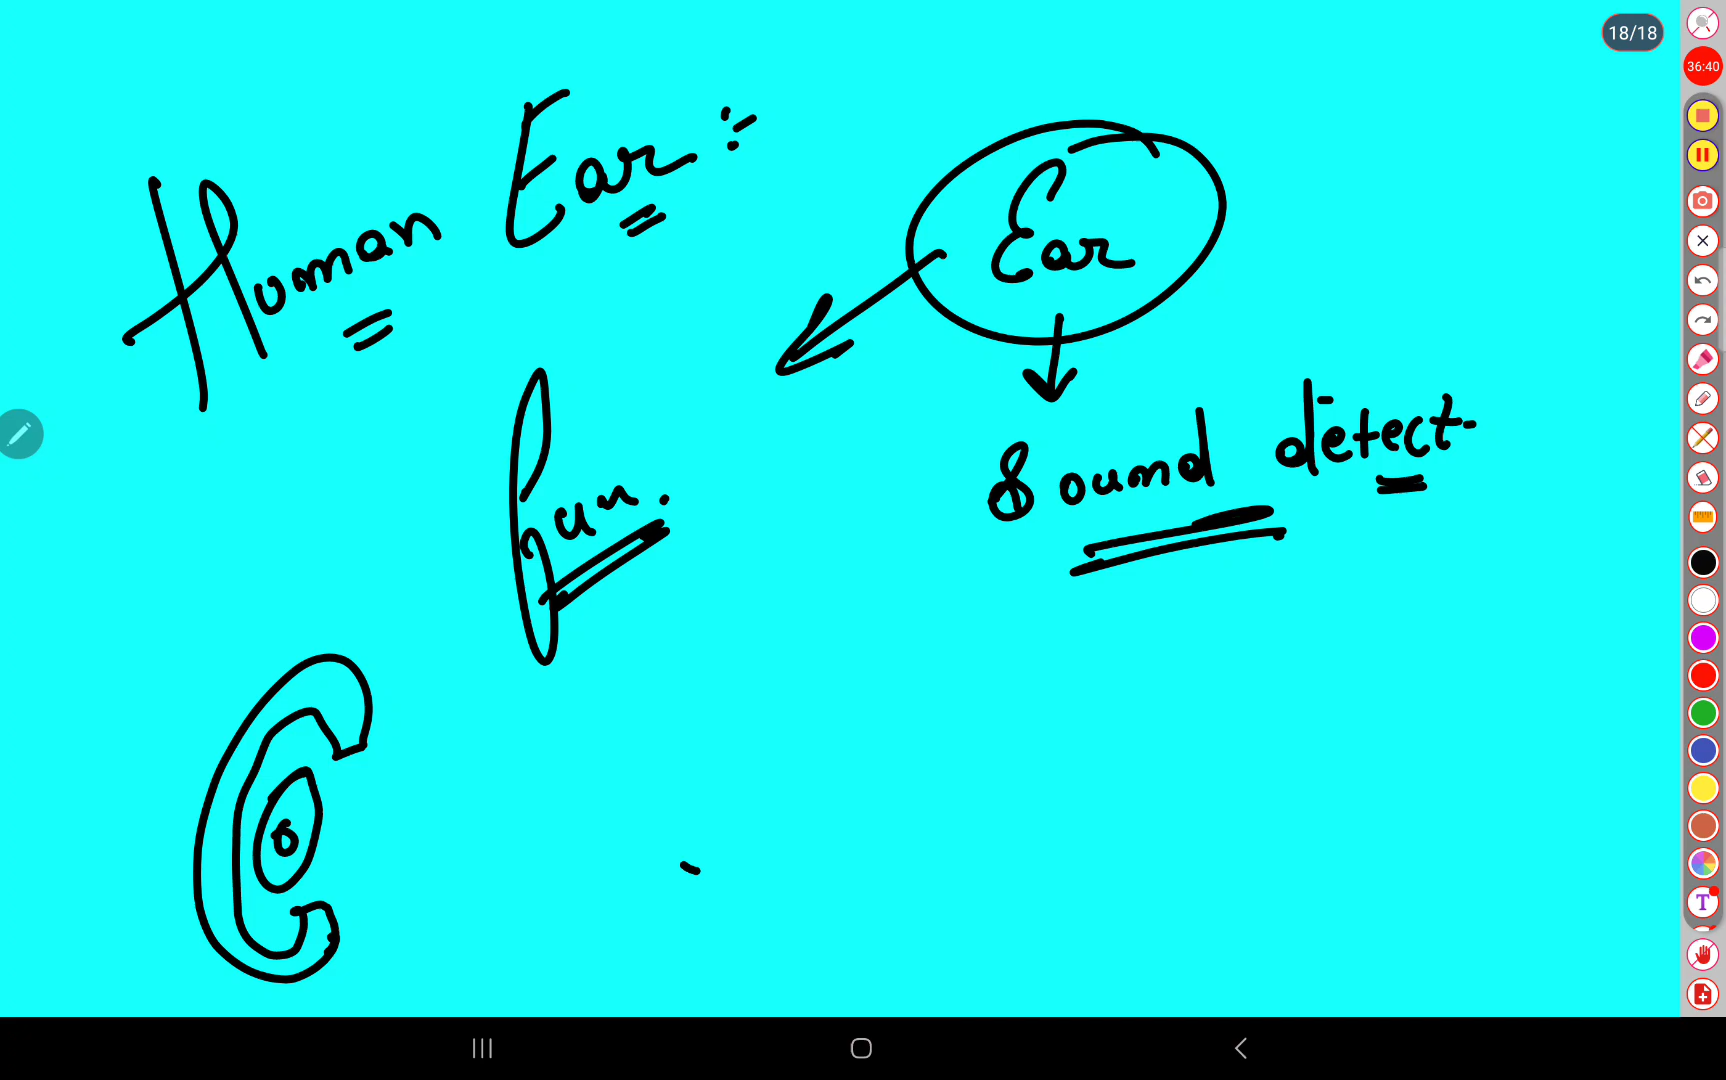 18/18
36:40
Human Ear :-
Ear
Sound detect-
fun.
T